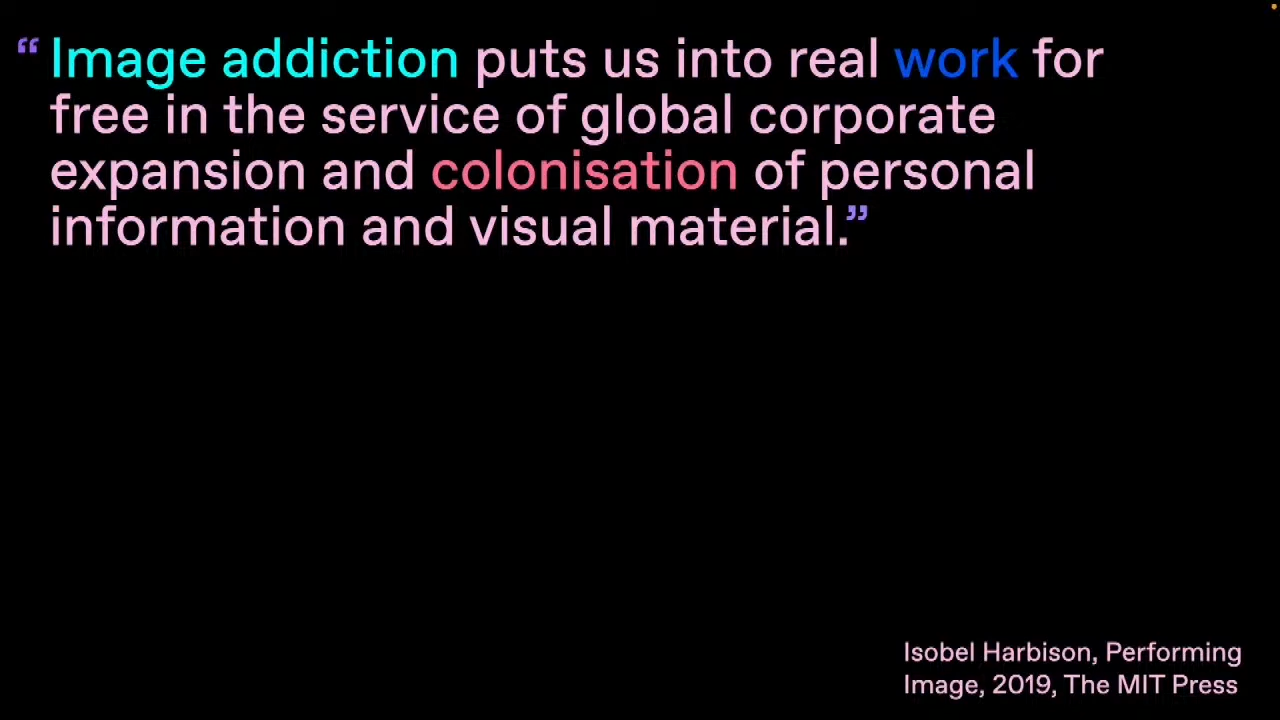 “Image addiction puts us into real work for
free in the service of global corporate
expansion and colonisation of personal
information and visual material.”
Isobel Harbison, Performing
Image, 2019, The MIT Press